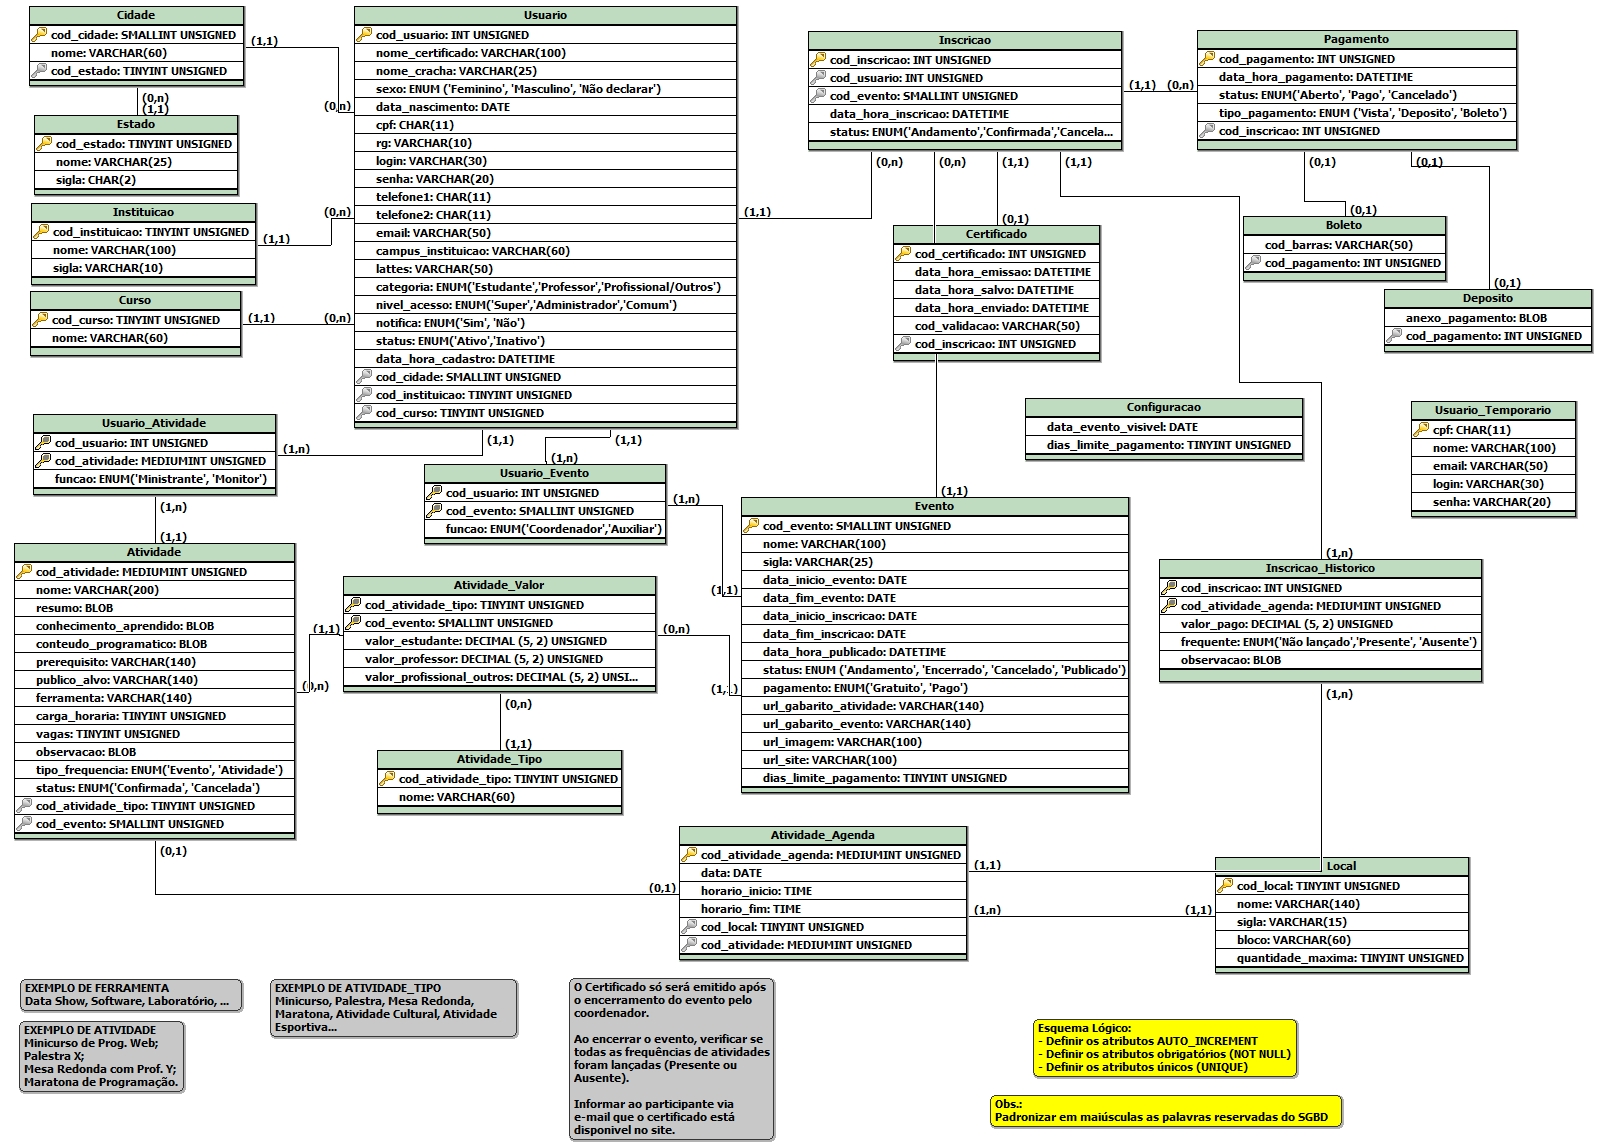 Cidade
cod_cidade: SMALLINT UNSIGNED
nome: VARCHAR(60)
cod_estado: TINYINT UNSIGNED
(1,1)
(0,n)
(0,n)
(1,1)
Estado
cod_estado: TINYINT UNSIGNED
nome: VARCHAR(25)
sigla: CHAR(2)
Instituicao
cod_instituicao: TINYINT UNSIGNED
nome: VARCHAR(100)
sigla: VARCHAR(10)
(1,1)
(0,n)
Curso
cod_curso: TINYINT UNSIGNED
nome: VARCHAR(60)
(1,1)
(0,n)
Usuario
cod_usuario: INT UNSIGNED
nome_certificado: VARCHAR(100)
nome_cracha: VARCHAR(25)
sexo: ENUM ('Feminino', 'Masculino', 'Não declarar')
data_nascimento: DATE
cpf: CHAR(11)
rg: VARCHAR(10)
login: VARCHAR(30)
senha: VARCHAR(20)
telefone1: CHAR(11)
telefone2: CHAR(11)
email: VARCHAR(50)
campus_instituicao: VARCHAR(60)
lattes: VARCHAR(50)
categoria: ENUM('Estudante','Professor','Profissional/Outros')
nivel_acesso: ENUM('Super','Administrador','Comum')
notifica: ENUM('Sim', 'Não')
status: ENUM('Ativo','Inativo')
data_hora_cadastro: DATETIME
cod_cidade: SMALLINT UNSIGNED
cod_instituicao: TINYINT UNSIGNED
cod_curso: TINYINT UNSIGNED
(1,1)
(1,1)
(1,1)
Inscricao
cod_inscricao: INT UNSIGNED
cod_usuario: INT UNSIGNED
cod_evento: SMALLINT UNSIGNED
data_hora_inscricao: DATETIME
status: ENUM('Andamento','Confirmada','Cancela...
(1,1)
(0,n)
(0,n)
(0,n)
(1,1)
(1,1)
Pagamento
cod_pagamento: INT UNSIGNED
data_hora_pagamento: DATETIME
status: ENUM('Aberto', 'Pago', 'Cancelado')
tipo_pagamento: ENUM ('Vista', 'Deposito', 'Boleto')
cod_inscricao: INT UNSIGNED
(0,1)
(0,1)
(0,1)
Boleto
cod_barras: VARCHAR(50)
cod_pagamento: INT UNSIGNED
(0,1)
Deposito
anexo_pagamento: BLOB
cod_pagamento: INT UNSIGNED
(0,1)
Certificado
cod_certificado: INT UNSIGNED
data_hora_emissao: DATETIME
data_hora_salvo: DATETIME
data_hora_enviado: DATETIME
cod_validacao: VARCHAR(50)
cod_inscricao: INT UNSIGNED
Configuracao
data_evento_visivel: DATE
dias_limite_pagamento: TINYINT UNSIGNED
Usuario_Temporario
cpf: CHAR(11)
nome: VARCHAR(100)
email: VARCHAR(50)
login: VARCHAR(30)
senha: VARCHAR(20)
Usuario_Atividade
cod_usuario: INT UNSIGNED
cod_atividade: MEDIUMINT UNSIGNED
funcao: ENUM('Ministrante', 'Monitor')
(1,n)
(1,n)
(1,1)
(1,n)
Usuario_Evento
cod_usuario: INT UNSIGNED
cod_evento: SMALLINT UNSIGNED
funcao: ENUM('Coordenador','Auxiliar')
(1,n)
(1,1)
(1,1)
Evento
cod_evento: SMALLINT UNSIGNED
nome: VARCHAR(100)
sigla: VARCHAR(25)
data_inicio_evento: DATE
data_fim_evento: DATE
data_inicio_inscricao: DATE
data_fim_inscricao: DATE
data_hora_publicado: DATETIME
status: ENUM ('Andamento', 'Encerrado', 'Cancelado', 'Publicado')
pagamento: ENUM('Gratuito', 'Pago')
url_gabarito_atividade: VARCHAR(140)
url_gabarito_evento: VARCHAR(140)
url_imagem: VARCHAR(100)
url_site: VARCHAR(100)
dias_limite_pagamento: TINYINT UNSIGNED
(1,n)
Inscricao_Historico
cod_inscricao: INT UNSIGNED
cod_atividade_agenda: MEDIUMINT UNSIGNED
valor_pago: DECIMAL (5, 2) UNSIGNED
frequente: ENUM('Não lançado','Presente', 'Ausente')
observacao: BLOB
(1,n)
Atividade
cod_atividade: MEDIUMINT UNSIGNED
nome: VARCHAR(200)
resumo: BLOB
conhecimento_aprendido: BLOB
conteudo_programatico: BLOB
prerequisito: VARCHAR(140)
publico_alvo: VARCHAR(140)
ferramenta: VARCHAR(140)
carga_horaria: TINYINT UNSIGNED
vagas: TINYINT UNSIGNED
observacao: BLOB
tipo_frequencia: ENUM('Evento', 'Atividade')
status: ENUM('Confirmada', 'Cancelada')
cod_atividade_tipo: TINYINT UNSIGNED
cod_evento: SMALLINT UNSIGNED
(1,1)
(0,n)
(0,1)
Atividade_Valor
cod_atividade_tipo: TINYINT UNSIGNED
cod_evento: SMALLINT UNSIGNED
valor_estudante: DECIMAL (5, 2) UNSIGNED
valor_professor: DECIMAL (5, 2) UNSIGNED
valor_profissional_outros: DECIMAL (5, 2) UNSI...
(0,n)
(1,1)
(0,n)
(1,1)
Atividade_Tipo
cod_atividade_tipo: TINYINT UNSIGNED
nome: VARCHAR(60)
(0,1)
Atividade_Agenda
cod_atividade_agenda: MEDIUMINT UNSIGNED
data: DATE
horario_inicio: TIME
horario_fim: TIME
cod_local: TINYINT UNSIGNED
cod_atividade: MEDIUMINT UNSIGNED
(1,1)
(1,n)
(1,1)
Local
cod_local: TINYINT UNSIGNED
nome: VARCHAR(140)
sigla: VARCHAR(15)
bloco: VARCHAR(60)
quantidade_maxima: TINYINT UNSIGNED
EXEMPLO DE FERRAMENTA
Data Show, Software, Laboratório, ...
EXEMPLO DE ATIVIDADE
Minicurso de Prog. Web;
Palestra X;
Mesa Redonda com Prof. Y;
Maratona de Programação.
EXEMPLO DE ATIVIDADE_TIPO
Minicurso, Palestra, Mesa Redonda,
Maratona, Atividade Cultural, Atividade
Esportiva...
O Certificado só será emitido após
o encerramento do evento pelo
coordenador.
Ao encerrar o evento, verificar se
todas as frequências de atividades
foram lançadas (Presente ou
Ausente).
Informar ao participante via
e-mail que o certificado está
disponivel no site.
Esquema Lógico:
- Definir os atributos AUTO_INCREMENT
- Definir os atributos obrigatórios (NOT NULL)
- Definir os atributos únicos (UNIQUE)
Obs.:
Padronizar em maiúsculas as palavras reservadas do SGBD